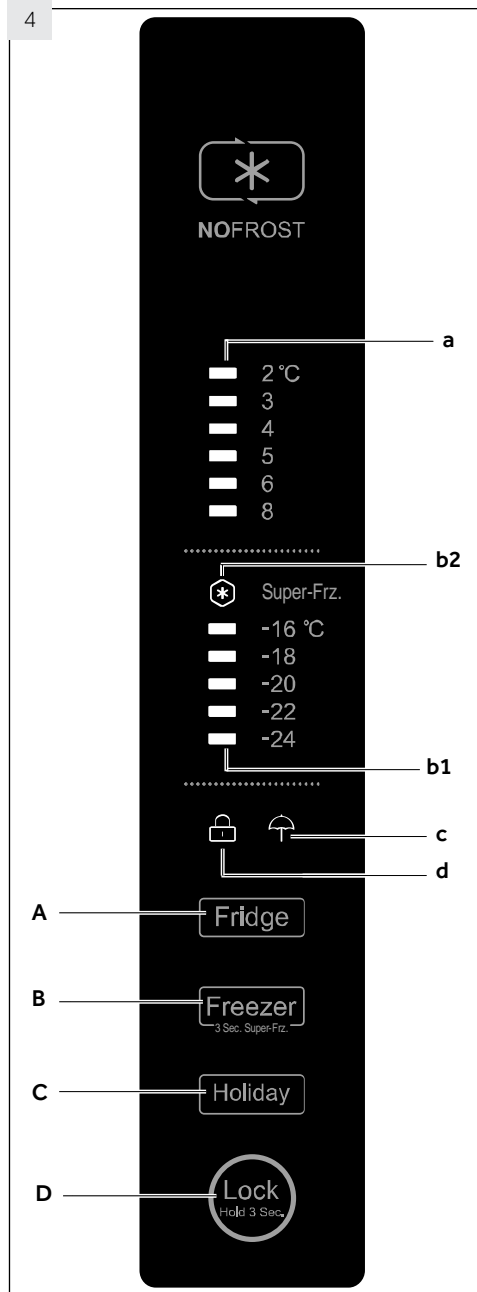 4
NOFROST
a
2 °C
3
4
5
6
8
b2
Super-Frz.
-16 °C
-18
-20
-22
-24
b1
c
d
A
Fridge
B
Freezer
3 Sec. Super-Frz.
C
Holiday
D
Lock
Hold 3 Sec.